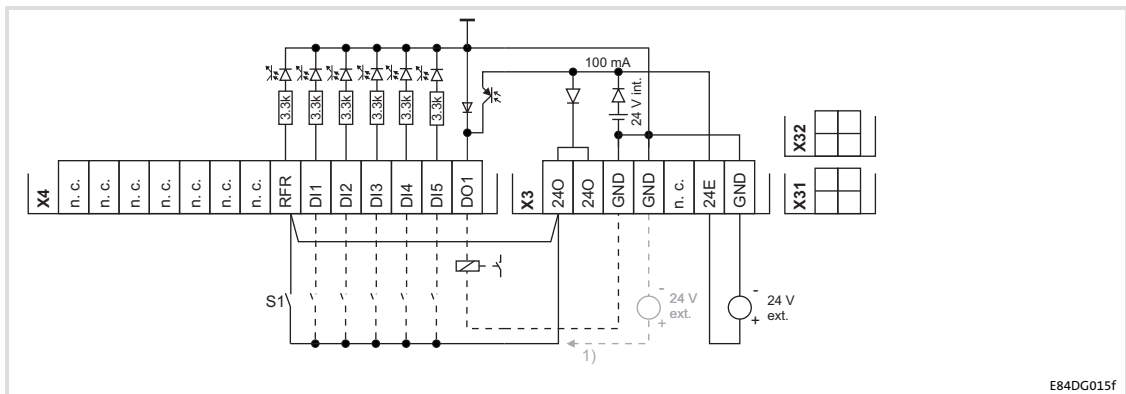 100 mA
3.3k 3.3k 3.3k 3.3k 3.3k 3.3k
24 V int.
X32
X4 n. c. n. c. n. c. n. c. n. c. n. c. n. c. RFR DI1 DI2 DI3 DI4 DI5 DO1 X3 24O 24O GND GND n. c. 24E GND X31
S1
- 24 V ext. +
- 24 V ext. +
1)
E84DG015f